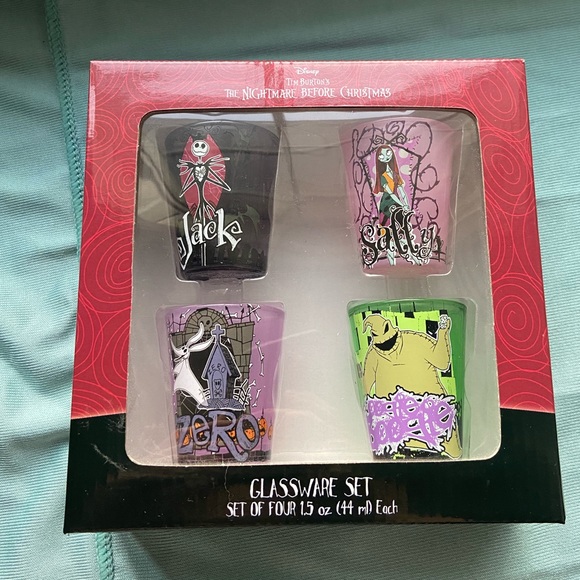 Disney
Tim Burton's
THE NIGHTMARE BEFORE CHRISTMAS
Jack
Sally
ZERO
ZERO
GLASSWARE SET
SET OF FOUR 1.5 oz (44 ml) Each